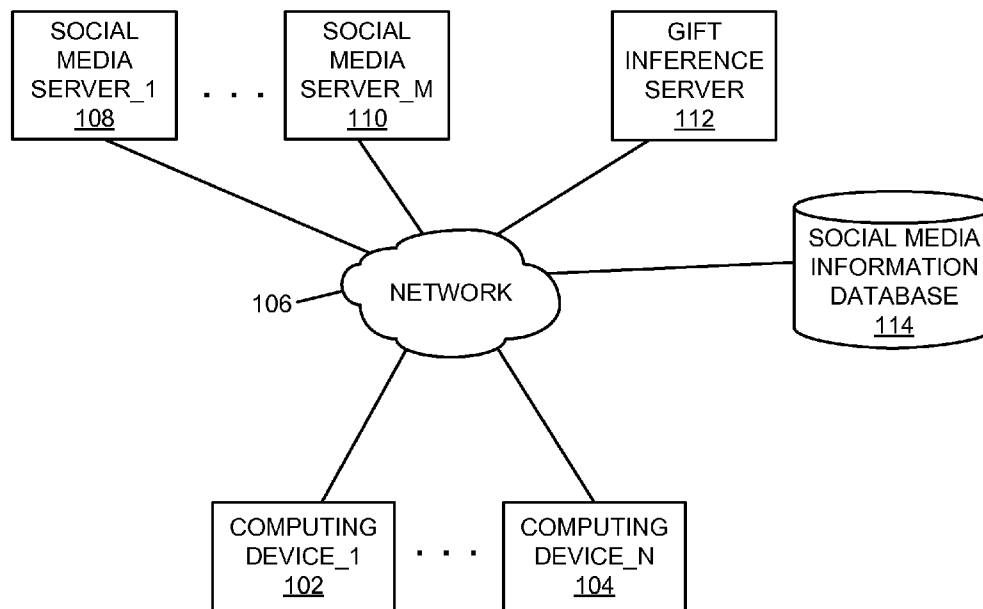 SOCIAL
MEDIA
SERVER_1
108
. . .
SOCIAL
MEDIA
SERVER_M
110
GIFT
INFERENCE
SERVER
112
SOCIAL MEDIA
INFORMATION
DATABASE
114
NETWORK
106
COMPUTING
DEVICE_1
102
. . .
COMPUTING
DEVICE_N
104